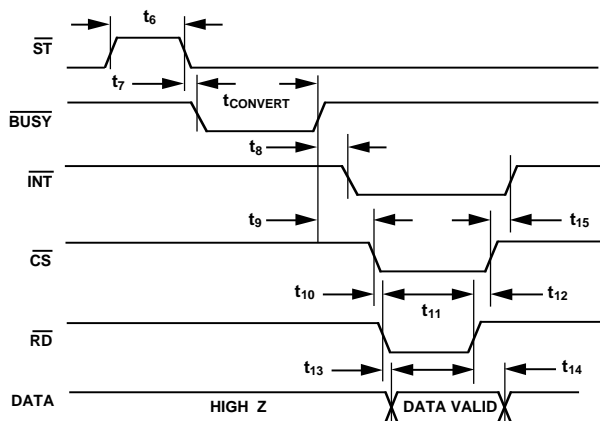 t6
ST
t7
tCONVERT
BUSY
t8
INT
t9
t15
CS
t10
t11
t12
RD
t13
t14
DATA
HIGH Z
DATA VALID